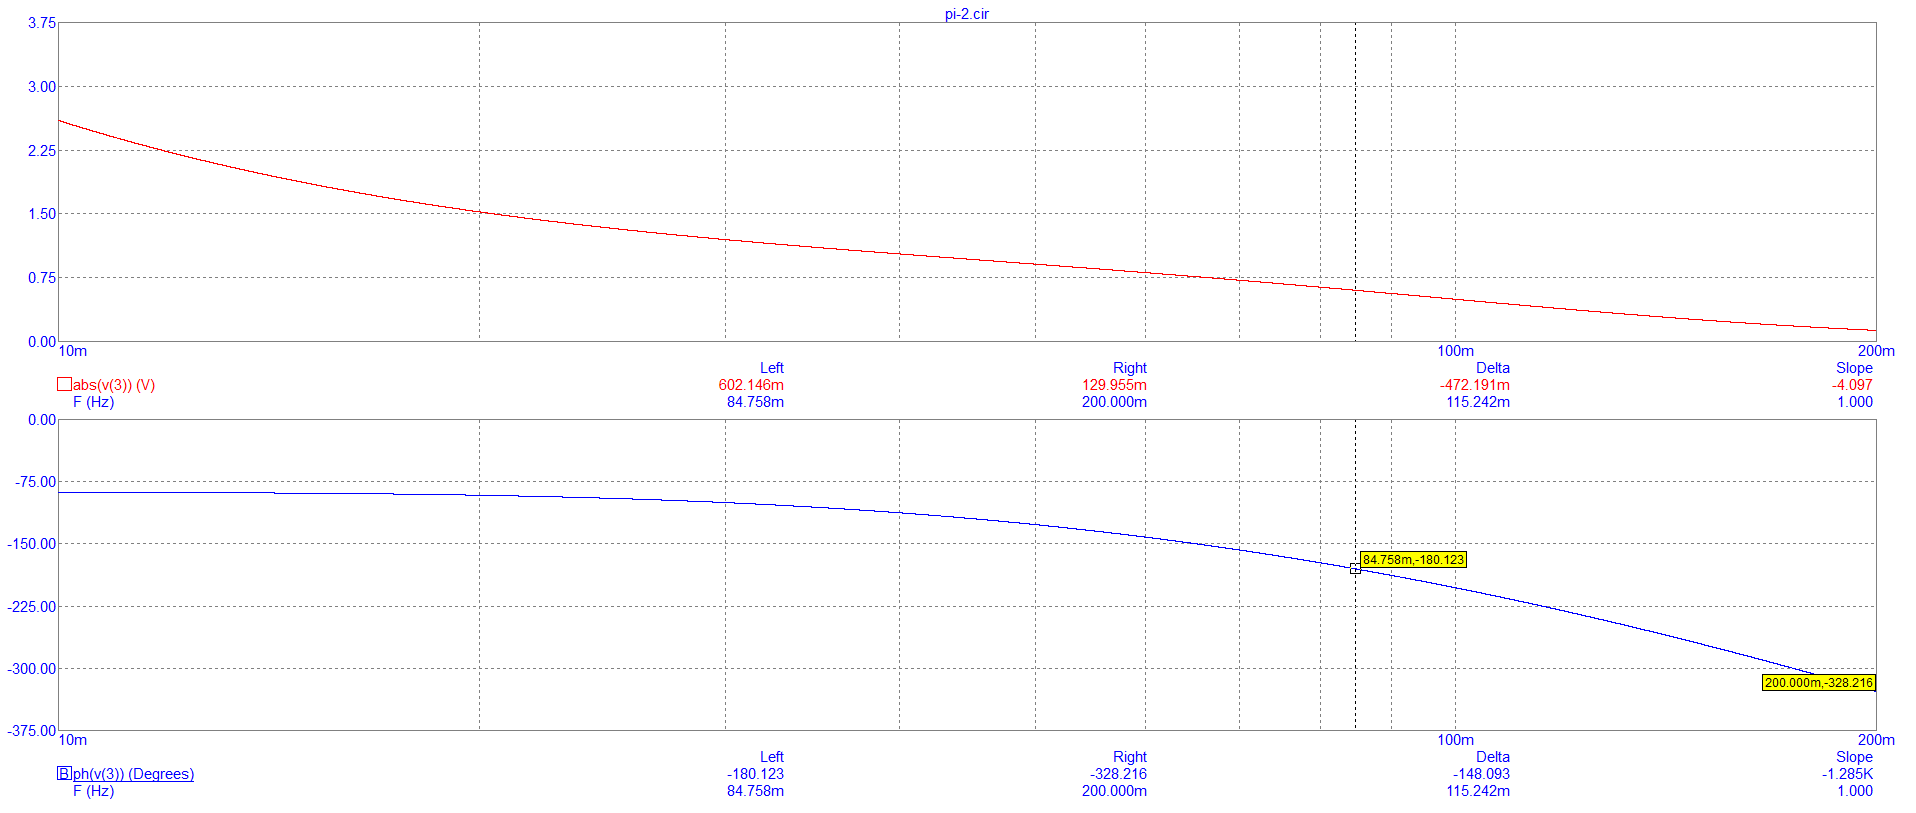 pi-2.cir
3.75
3.00
2.25
1.50
0.75
0.00
10m 100m 200m
Left Right Delta Slope
abs(v(3)) (V) 602.146m 129.955m -472.191m -4.097
F (Hz) 84.758m 200.000m 115.242m 1.000
0.00
-75.00
-150.00
84.758m,-180.123
-225.00
-300.00
200.000m,-328.216
-375.00
10m 100m 200m
Left Right Delta Slope
B ph(v(3)) (Degrees) -180.123 -328.216 -148.093 -1.285K
F (Hz) 84.758m 200.000m 115.242m 1.000